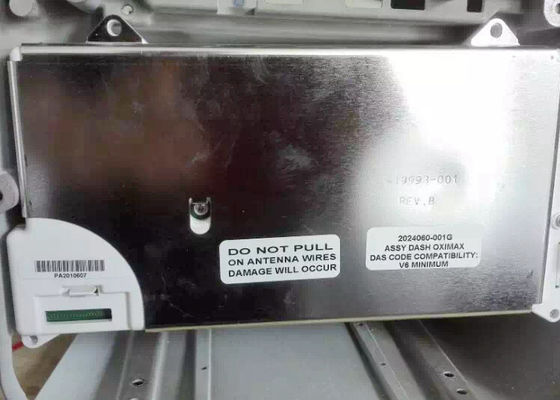 -001
REV.B
2024060-001G
ASSY DASH OXIMAX
DAS CODE COMPATIBILITY:
V6 MINIMUM
DO NOT PULL
ON ANTENNA WIRES
DAMAGE WILL OCCUR
PA2010607